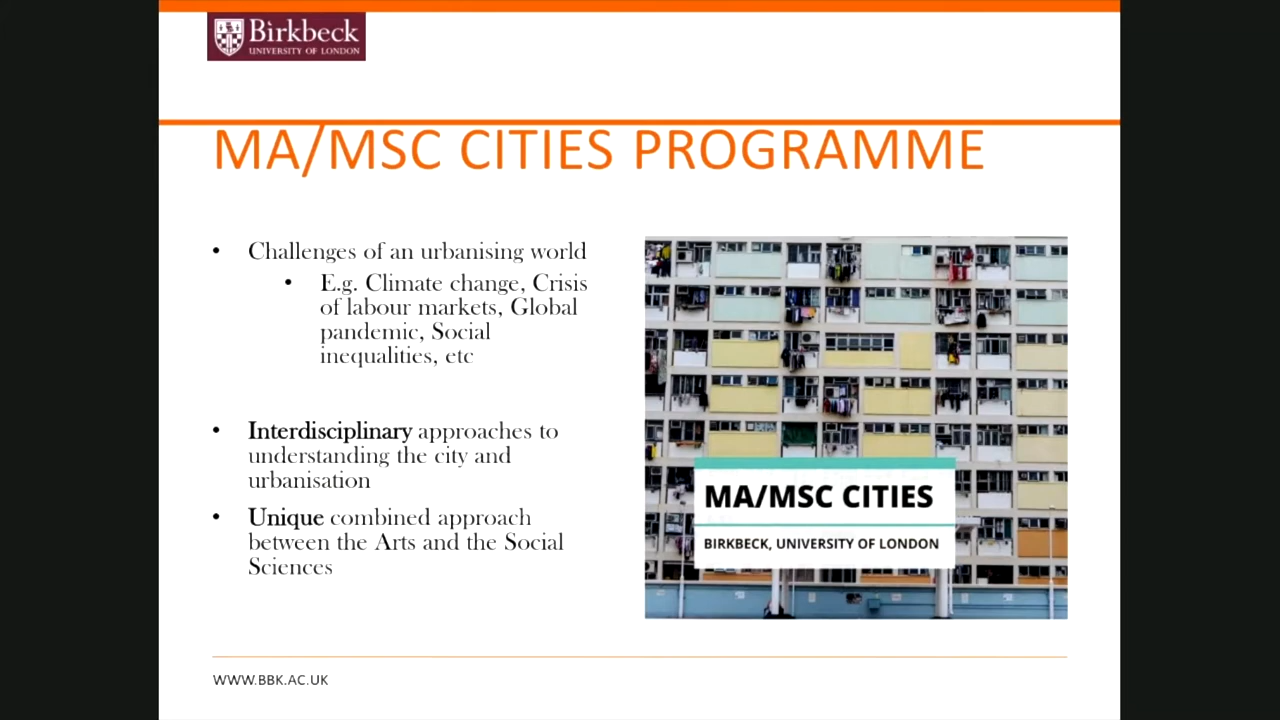 Birkbeck
UNIVERSITY OF LONDON
MA/MSC CITIES PROGRAMME
• Challenges of an urbanising world
• E.g. Climate change, Crisis
of labour markets, Global
pandemic, Social
inequalities, etc
• Interdisciplinary approaches to
understanding the city and
urbanisation
• Unique combined approach
between the Arts and the Social
Sciences
MA/MSC CITIES
BIRKBECK, UNIVERSITY OF LONDON
WWW.BBK.AC.UK